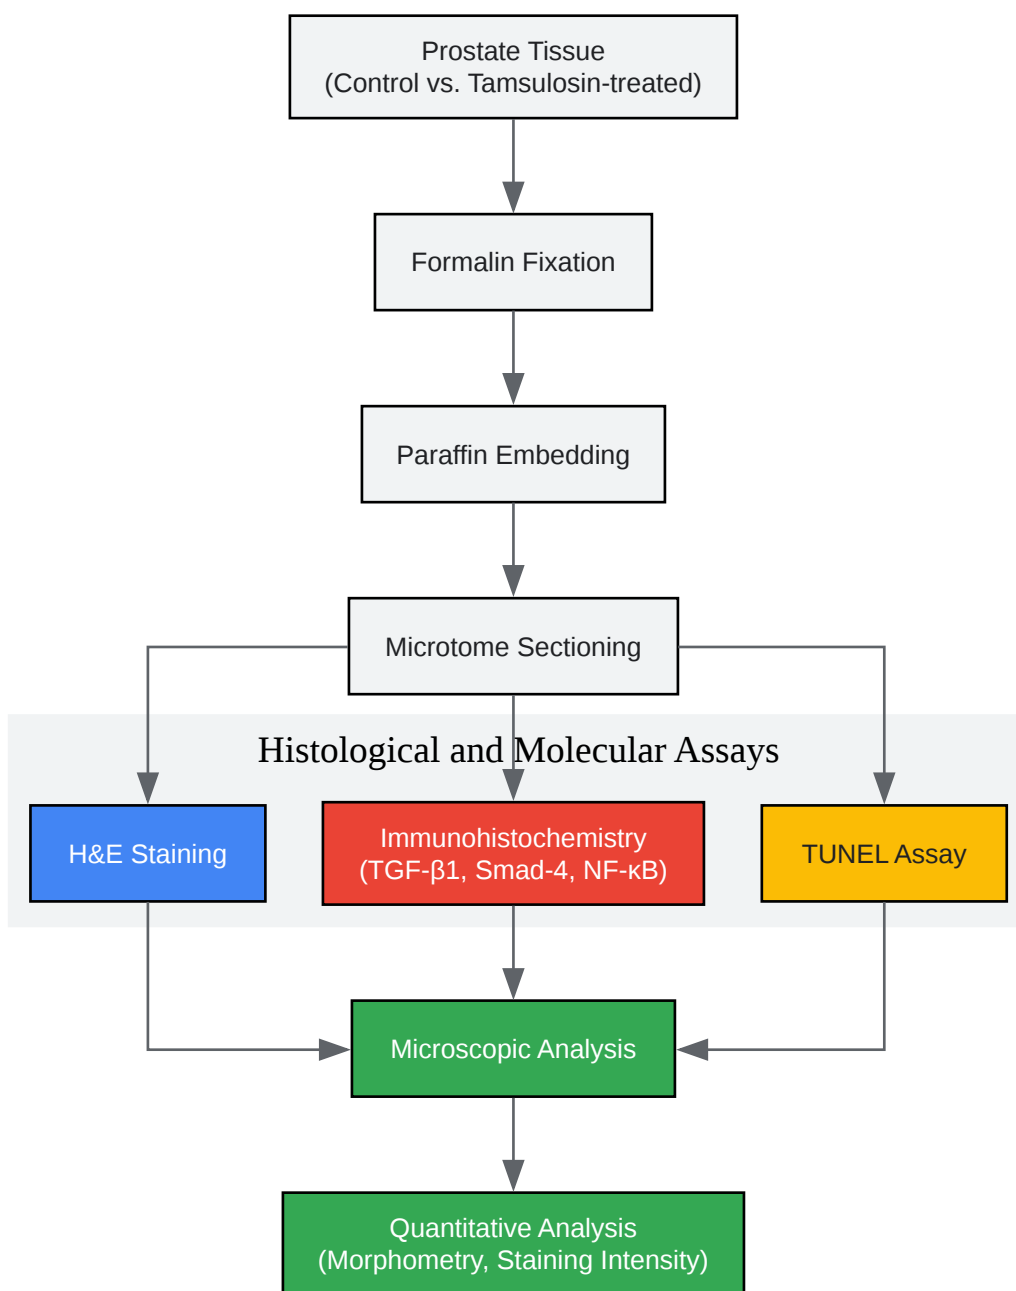 Prostate Tissue
(Control vs. Tamsulosin-treated)
Formalin Fixation
Paraffin Embedding
Microtome Sectioning
Histological and Molecular Assays
H&E Staining
Immunohistochemistry
(TGF-β1, Smad-4, NF-κB)
TUNEL Assay
Microscopic Analysis
Quantitative Analysis
(Morphometry, Staining Intensity)